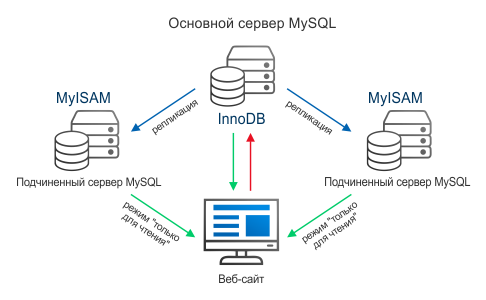 Основной сервер MySQL
MyISAM
MyISAM
репликация
InnoDB
репликация
Подчиненный сервер MySQL
Подчиненный сервер MySQL
режим "только
для чтения"
режим "только
для чтения"
Веб-сайт